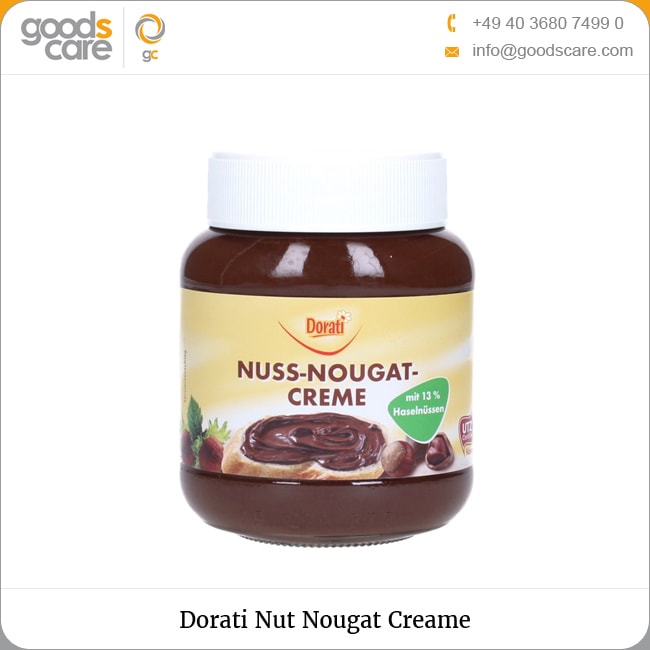 goods
care
gc
+49 40 3680 7499 0
info@goodscare.com
Dorati
NUSS-NOUGAT-
CREME
mit 13 %
Haselnüssen
UTZ
Dorati Nut Nougat Creame